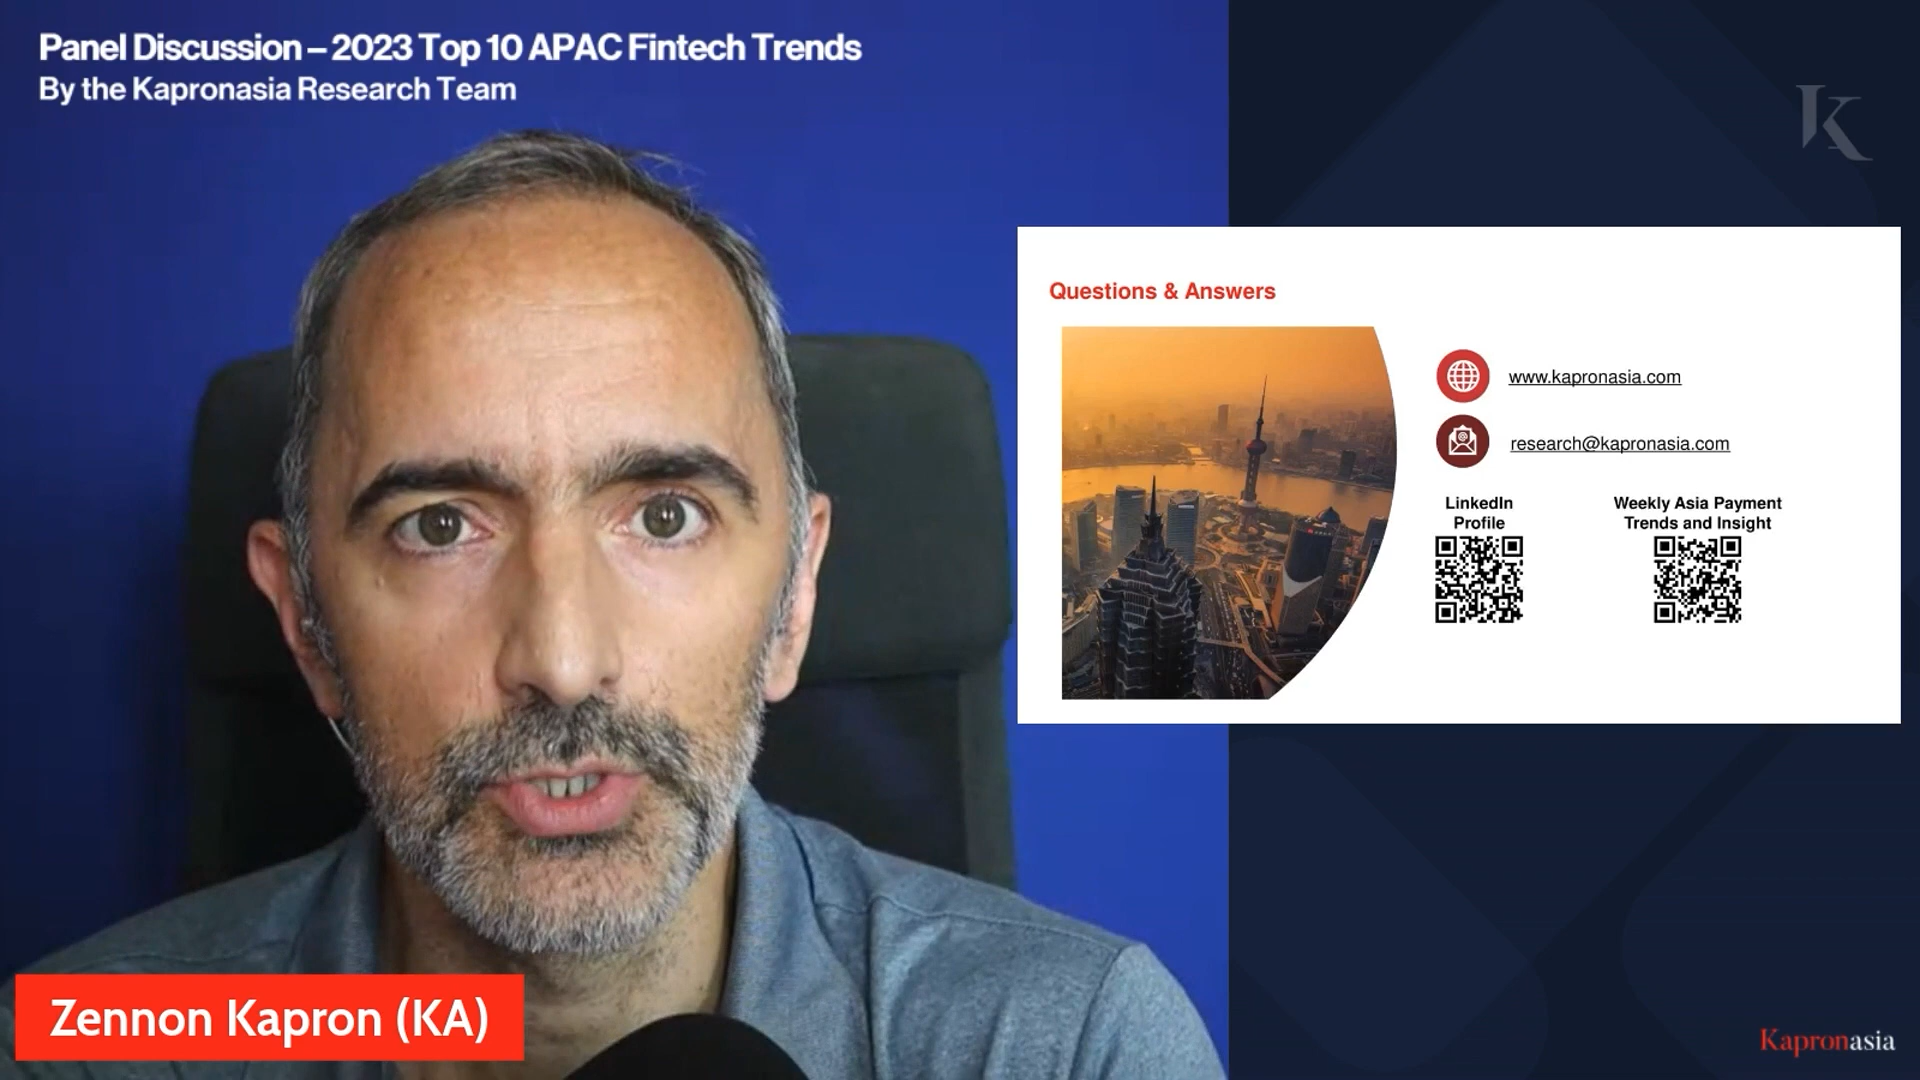 Panel Discussion – 2023 Top 10 APAC Fintech Trends
By the Kapronasia Research Team
Questions & Answers
www.kapronasia.com
research@kapronasia.com
LinkedIn
Profile
Weekly Asia Payment
Trends and Insight
Zennon Kapron (KA)
Kapronasia